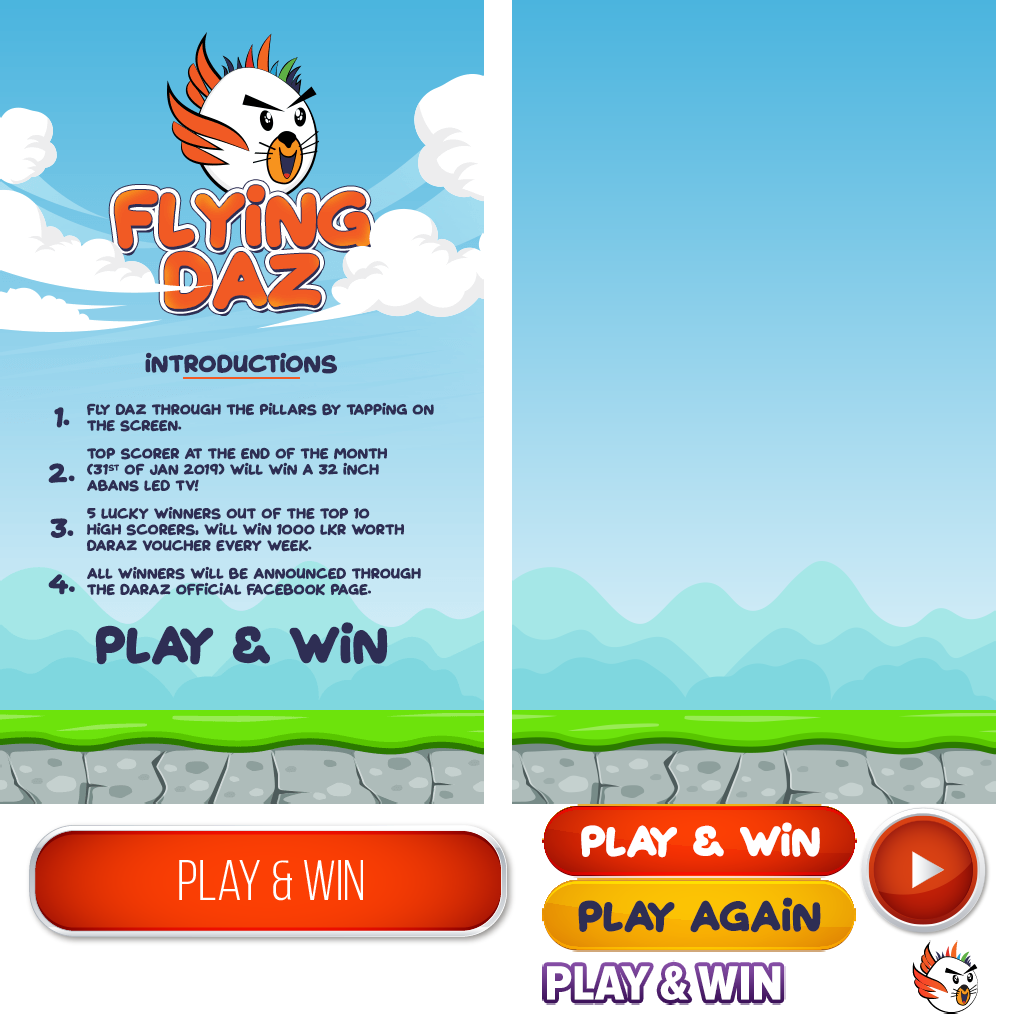 FLYiNG
DAZ
iNTRODUCTiONS
1. FLY DAZ THROUGH THE PiLLARS BY TAPPiNG ON
THE SCREEN.
2. TOP SCORER AT THE END OF THE MONTH
(31ST OF JAN 2019) WiLL WiN A 32 iNCH
ABANS LED TV!
3. 5 LUCKY WiNNERS OUT OF THE TOP 10
HiGH SCORERS, WiLL WiN 1000 LKR WORTH
DARAZ VOUCHER EVERY WEEK.
4. ALL WiNNERS WiLL BE ANNOUNCED THROUGH
THE DARAZ OFFiCiAL FACEBOOK PAGE.
PLAY & WiN
PLAY & WIN
PLAY & WiN
PLAY AGAiN
PLAY & WIN